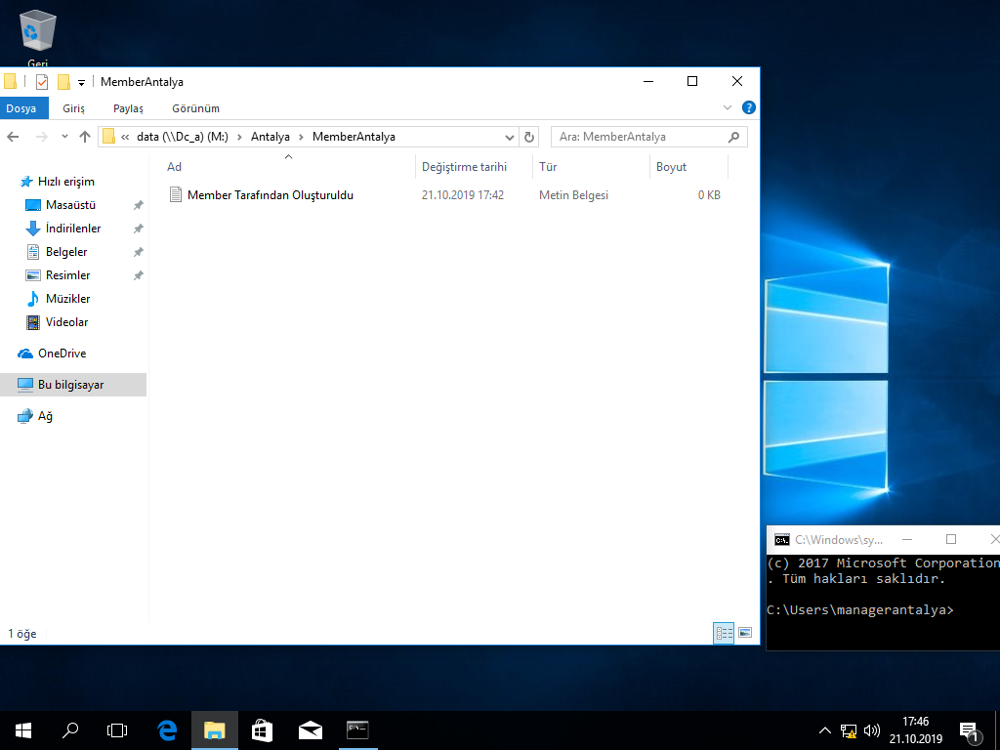 Geri
MemberAntalya
Dosya Giriş Paylaş Görünüm
« data (\\Dc_a) (M:) > Antalya > MemberAntalya
Ara: MemberAntalya
Ad Değiştirme tarihi Tür Boyut
Member Tarafından Oluşturuldu 21.10.2019 17:42 Metin Belgesi 0 KB
Hızlı erişim
Masaüstü
İndirilenler
Belgeler
Resimler
Müzikler
Videolar
OneDrive
Bu bilgisayar
Ağ
1 öğe
C:\Windows\sy...
(c) 2017 Microsoft Corporation
. Tüm hakları saklıdır.
C:\Users\managerantalya>
17:46
21.10.2019
1